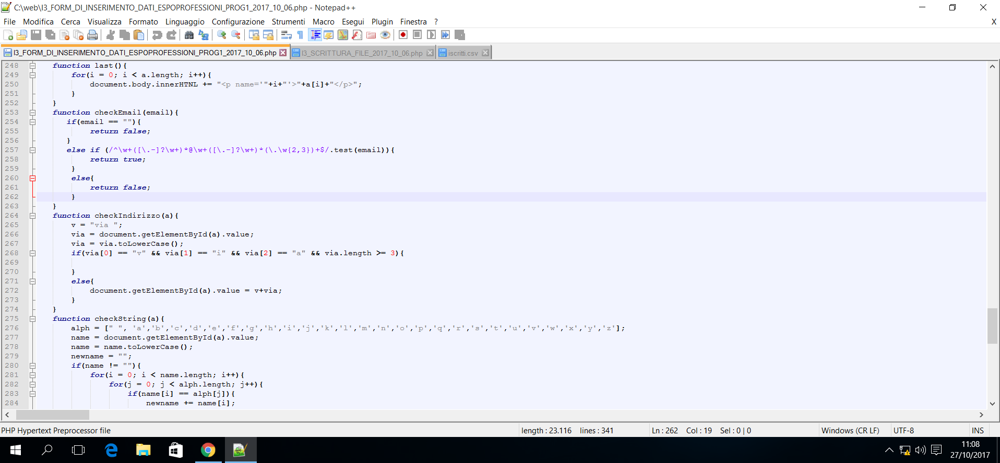 C:\web\I3_FORM_DI_INSERIMENTO_DATI_ESPOPROFESSIONI_PROG1_2017_10_06.php - Notepad++
File Modifica Cerca Visualizza Formato Linguaggio Configurazione Strumenti Macro Esegui Plugin Finestra ? X
I3_FORM_DI_INSERIMENTO_DATI_ESPOPROFESSIONI_PROG1_2017_10_06.php I3_SCRITTURA_FILE_2017_10_06.php iscritti.csv
248 function last(){
249 for(i = 0; i < a.length; i++){
250 document.body.innerHTNL += "<p name='"+i+"'>"+a[i]+"</p>";
251 }
252 }
253 function checkEmail(email){
254 if(email == ""){
255 return false;
256 }
257 else if (/^\w+([\.-]?\w+)*@\w+([\.-]?\w+)*(\.\w{2,3})+$/.test(email)){
258 return true;
259 }
260 else{
261 return false;
262 }
263 }
264 function checkIndirizzo(a){
265 v = "via ";
266 via = document.getElementById(a).value;
267 via = via.toLowerCase();
268 if(via[0] == "v" && via[1] == "i" && via[2] == "a" && via.length >= 3){
269
270 }
271 else{
272 document.getElementById(a).value = v+via;
273 }
274 }
275 function checkString(a){
276 alph = [" ", 'a','b','c','d','e','f','g','h','i','j','k','l','m','n','o','p','q','r','s','t','u','v','w','x','y','z'];
277 name = document.getElementById(a).value;
278 name = name.toLowerCase();
279 newname = "";
280 if(name != ""){
281 for(i = 0; i < name.length; i++){
282 for(j = 0; j < alph.length; j++){
283 if(name[i] == alph[j]){
284 newname += name[i];
PHP Hypertext Preprocessor file length : 23.116 lines : 341 Ln : 262 Col : 19 Sel : 0 | 0 Windows (CR LF) UTF-8 INS
11:08
27/10/2017